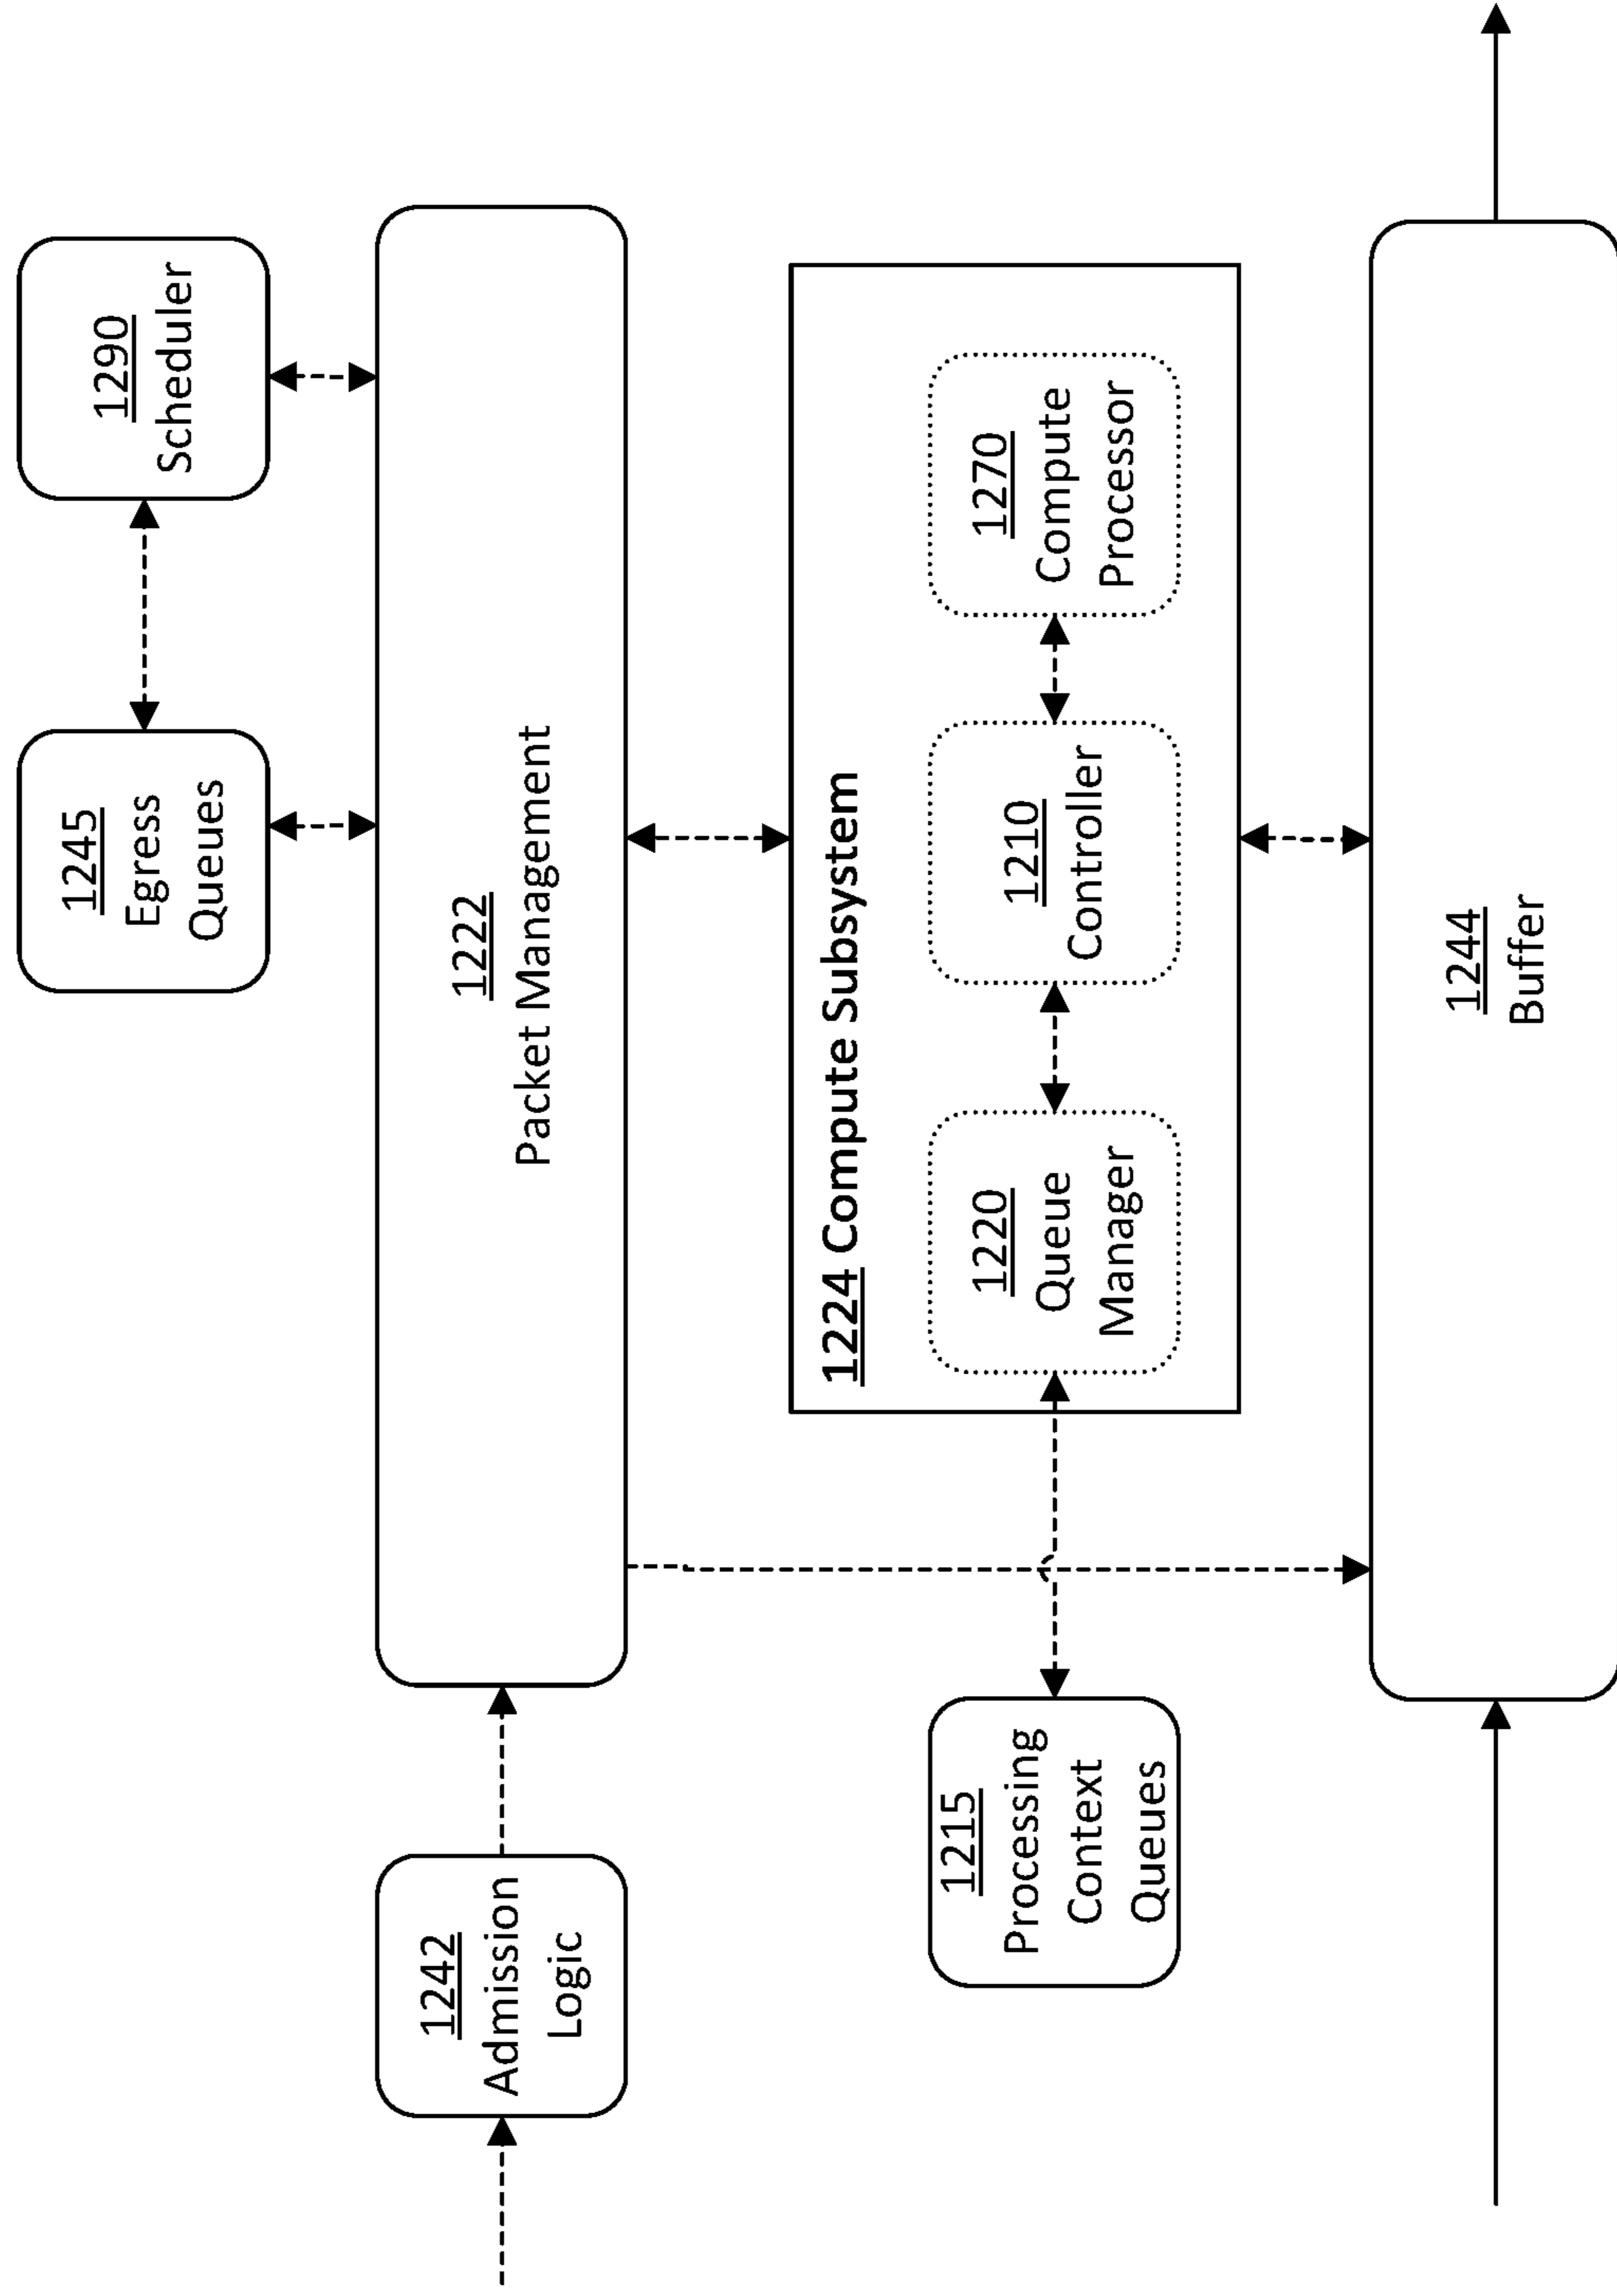 1245
Egress
Queues
1290
Scheduler
1242
Admission
Logic
1222
Packet Management
1224 Compute Subsystem
1215
Processing
Context
Queues
1220
Queue
Manager
1210
Controller
1270
Compute
Processor
1244
Buffer